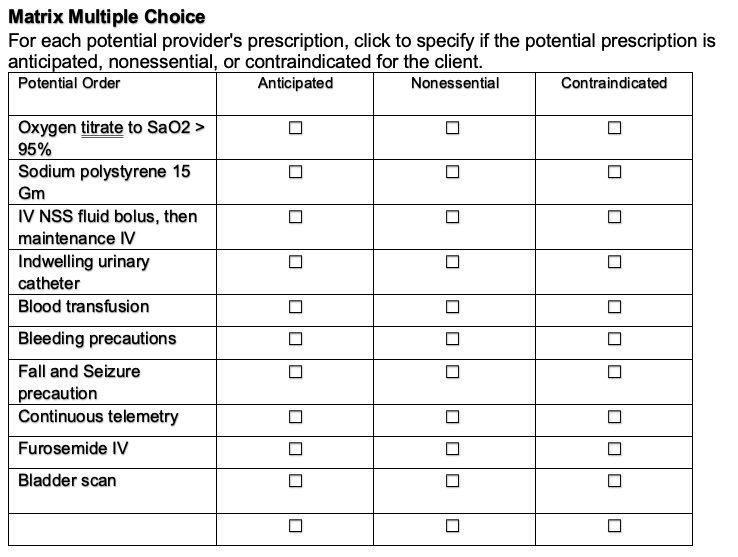 Matrix Multiple Choice
For each potential provider's prescription, click to specify if the potential prescription is
anticipated, nonessential, or contraindicated for the client.
Potential Order Anticipated Nonessential Contraindicated
Oxygen titrate to SaO2 >
95%
Sodium polystyrene 15
Gm
IV NSS fluid bolus, then
maintenance IV
Indwelling urinary
catheter
Blood transfusion
Bleeding precautions
Fall and Seizure
precaution
Continuous telemetry
Furosemide IV
Bladder scan